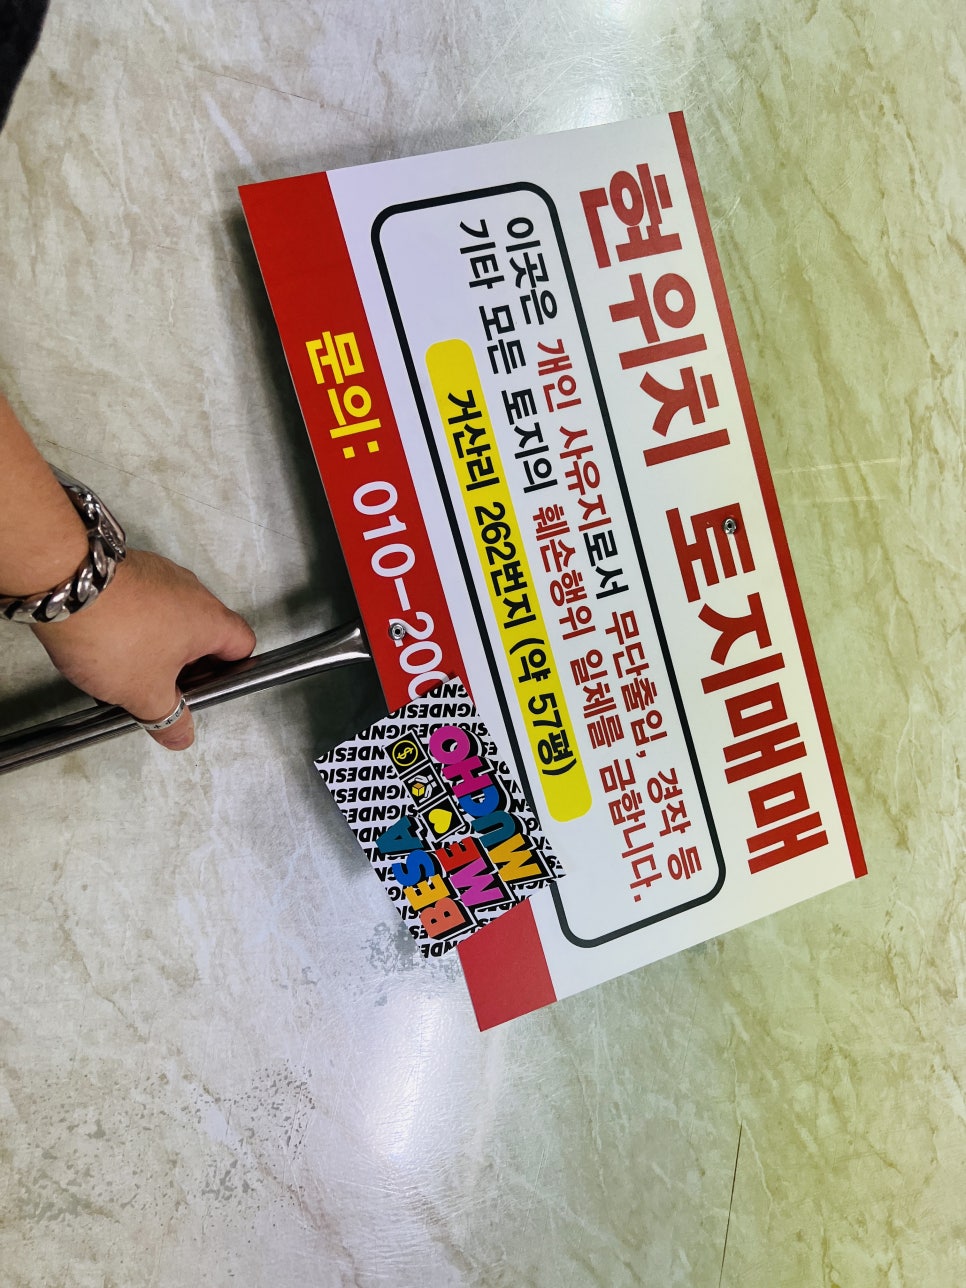 현위치 토지매매
이곳은 개인 사유지로서 무단출입, 경작 등
기타 모든 토지의 훼손행위 일체를 금합니다.
거산리 262번지 (약 57평)
문의: 010-200
BESA
ME
MUCHO